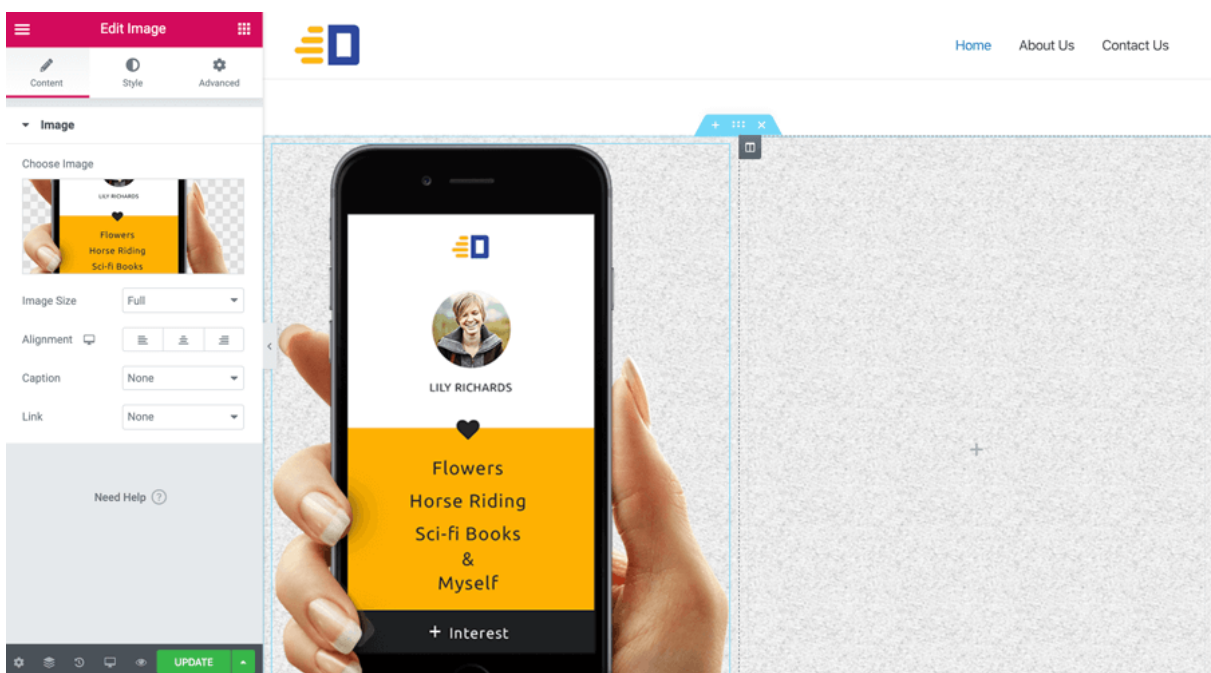 Edit Image
Content
Style
Advanced
Image
Choose Image
LILY RICHARDS
Flowers
Horse Riding
Sci-fi Books
Image Size
Full
Alignment
Caption
None
Link
None
Need Help ?
UPDATE
D
Home
About Us
Contact Us
D
LILY RICHARDS
Flowers
Horse Riding
Sci-fi Books
&
Myself
+ Interest